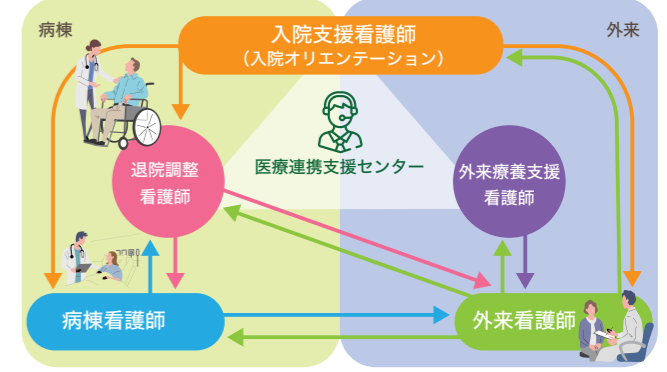 病棟
外来
入院支援看護師
（入院オリエンテーション）
医療連携支援センター
退院調整
看護師
外来療養支援
看護師
病棟看護師
外来看護師